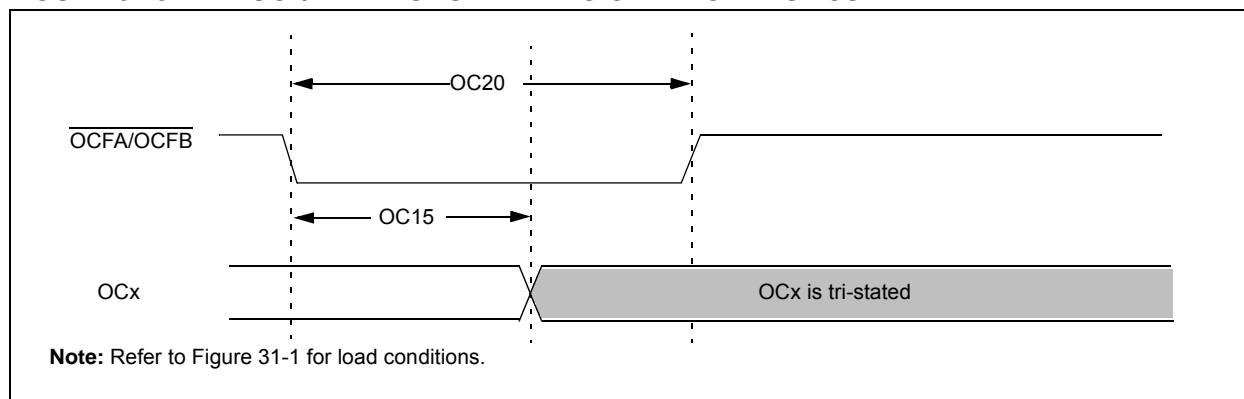 OC20
OCFA/OCFB
OC15
OCx
OCx is tri-stated
Note: Refer to Figure 31-1 for load conditions.